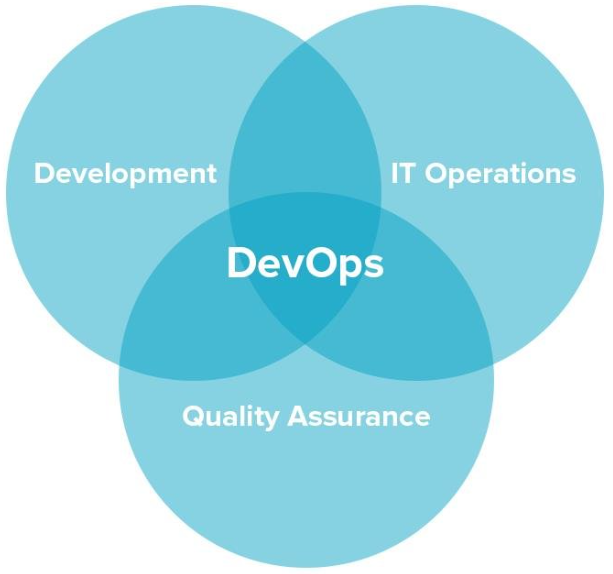 Development
IT Operations
DevOps
Quality Assurance